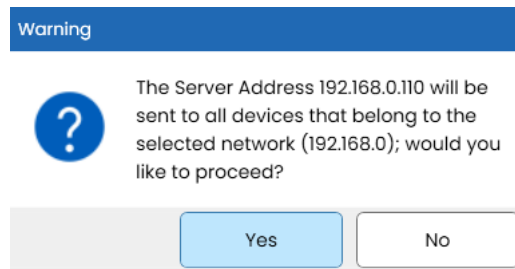 Warning
The Server Address 192.168.0.110 will be
sent to all devices that belong to the
selected network (192.168.0); would you
like to proceed?
Yes
No